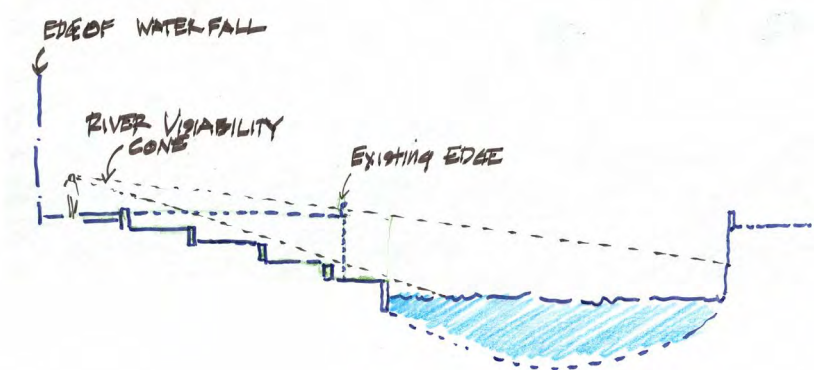 EDGE OF WATERFALL
RIVER VISIABILITY
CONE
EXISTING EDGE